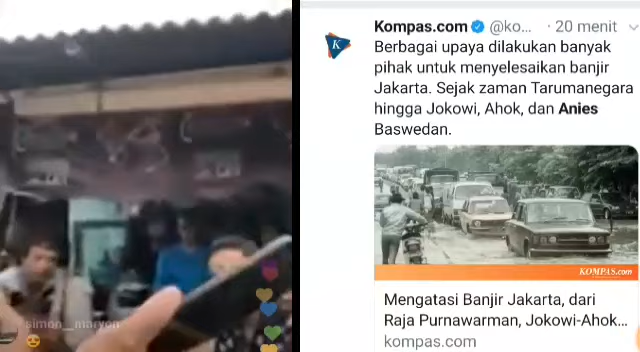 simon__maryon
Kompas.com @ko... · 20 menit
K
Berbagai upaya dilakukan banyak
pihak untuk menyelesaikan banjir
Jakarta. Sejak zaman Tarumanegara
hingga Jokowi, Ahok, dan Anies
Baswedan.
KOMPAS.com
Mengatasi Banjir Jakarta, dari
Raja Purnawarman, Jokowi-Ahok...
kompas.com